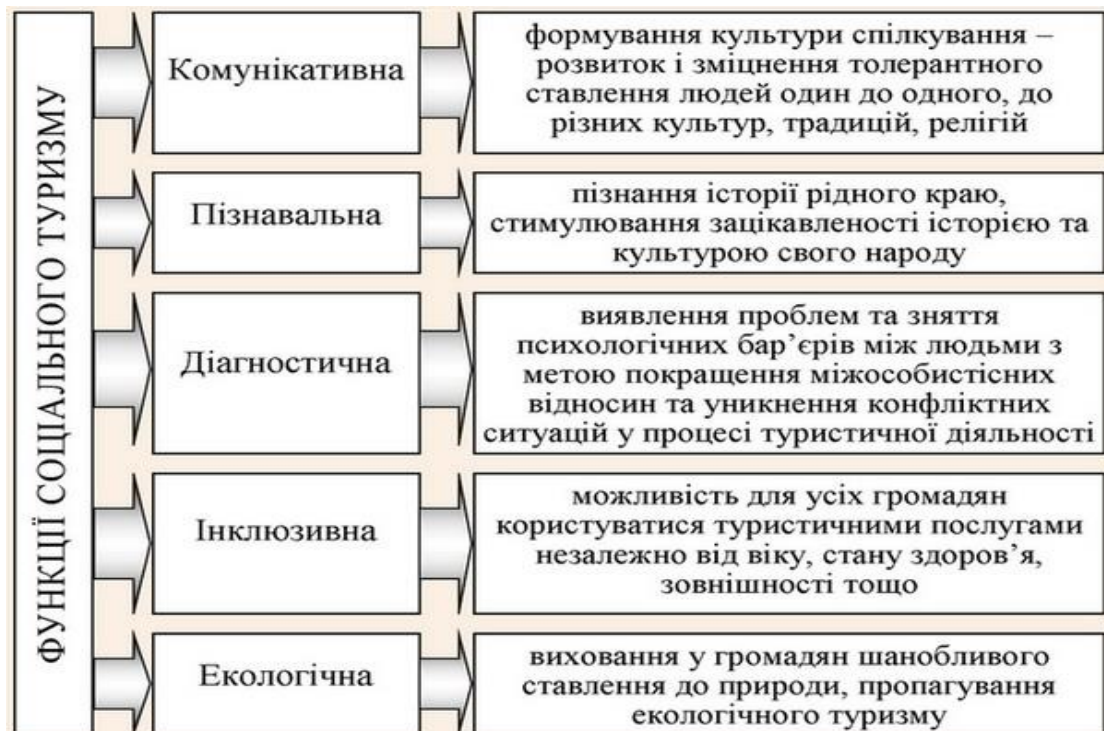 ФУНКЦІЇ СОЦІАЛЬНОГО ТУРИЗМУ
Комунікативна
формування культури спілкування –
розвиток і зміцнення толерантного
ставлення людей один до одного, до
різних культур, традицій, релігій
Пізнавальна
пізнання історії рідного краю,
стимулювання зацікавленості історією та
культурою свого народу
Діагностична
виявлення проблем та зняття
психологічних бар’єрів між людьми з
метою покращення міжособистісних
відносин та уникнення конфліктних
ситуацій у процесі туристичної діяльності
Інклюзивна
можливість для усіх громадян
користуватися туристичними послугами
незалежно від віку, стану здоров’я,
зовнішності тощо
Екологічна
виховання у громадян шанобливого
ставлення до природи, пропагування
екологічного туризму